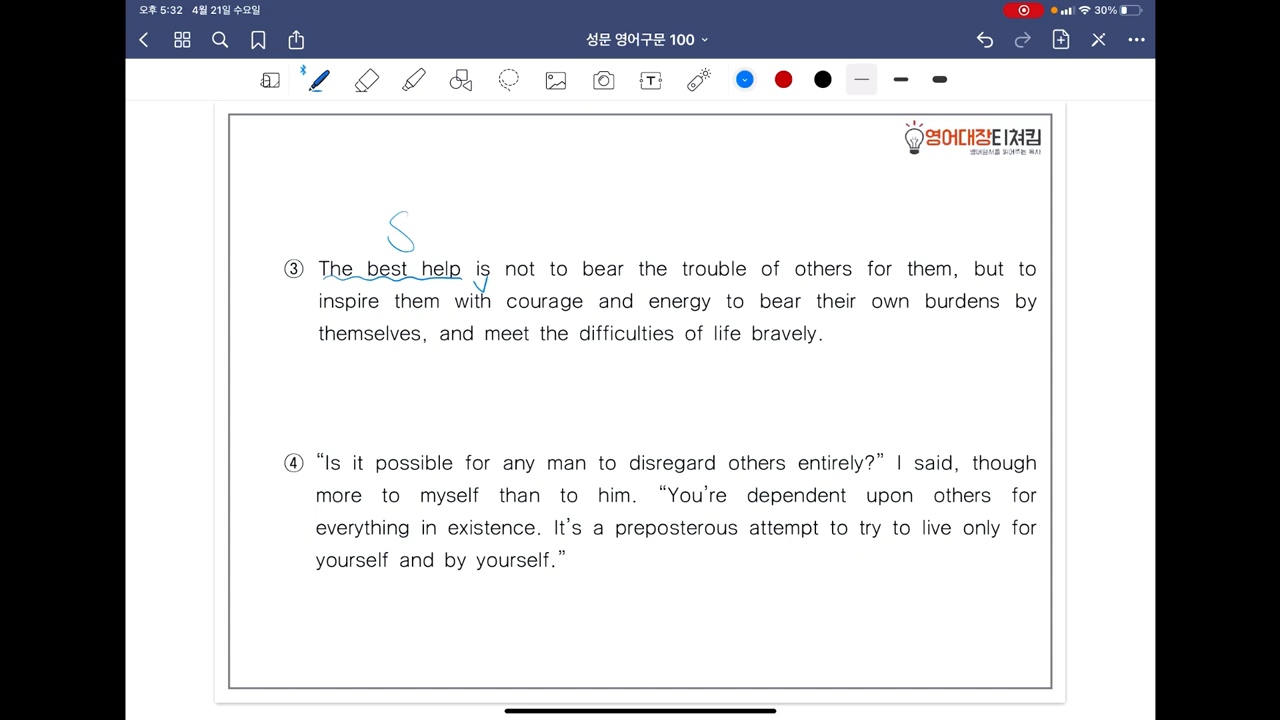 오후 5:32 4월 21일 수요일
30%
성문 영어구문 100
T
영어대장티쳐킴
S
③ The best help is not to bear the trouble of others for them, but to
V
inspire them with courage and energy to bear their own burdens by
themselves, and meet the difficulties of life bravely.
④ “Is it possible for any man to disregard others entirely?” I said, though
more to myself than to him. “You’re dependent upon others for
everything in existence. It’s a preposterous attempt to try to live only for
yourself and by yourself.”